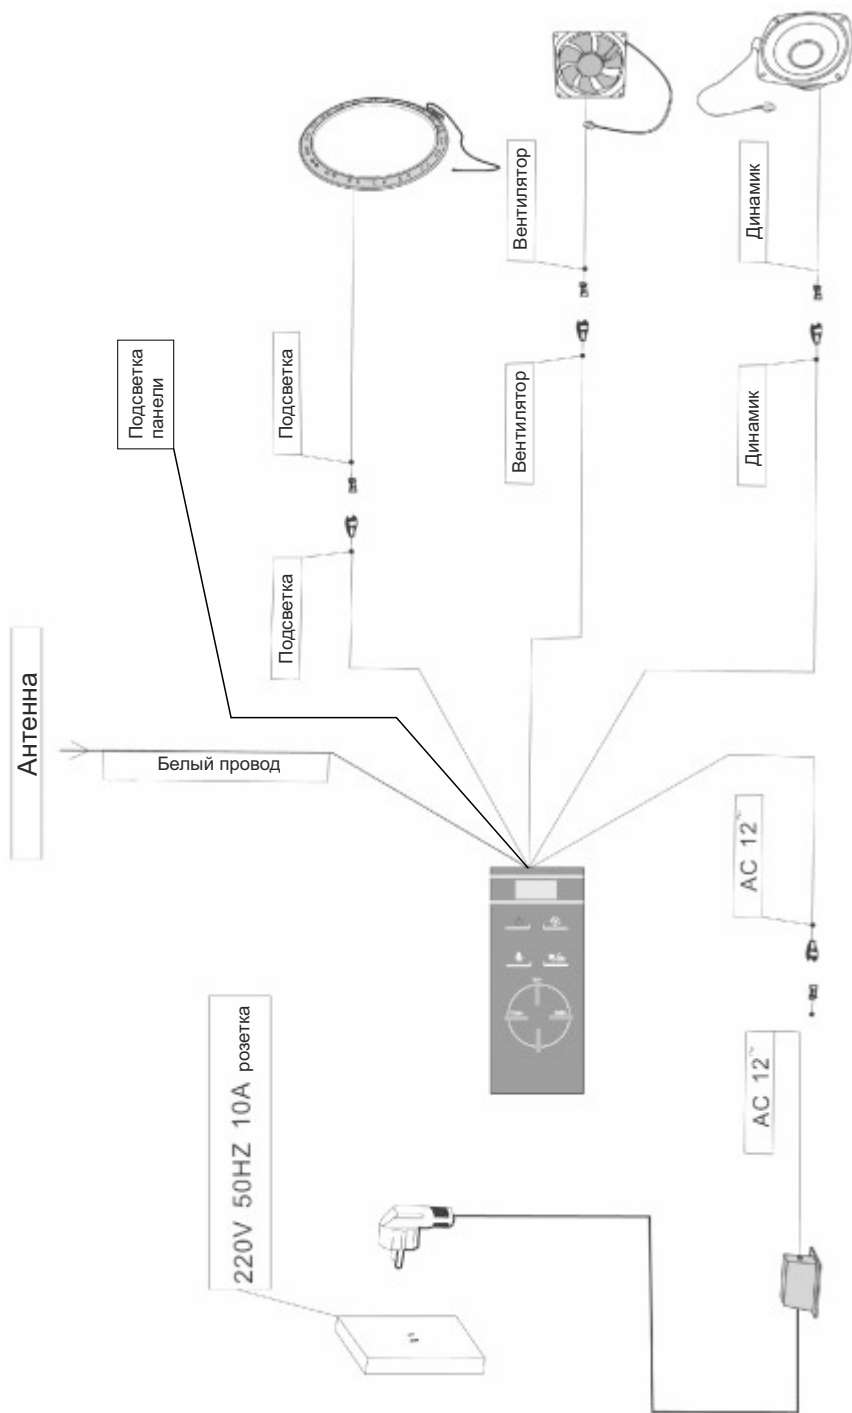 Антенна
Белый провод
Подсветка
панели
Подсветка
Подсветка
Вентилятор
Вентилятор
Динамик
Динамик
AC 12~
AC 12~
220V 50HZ 10A розетка